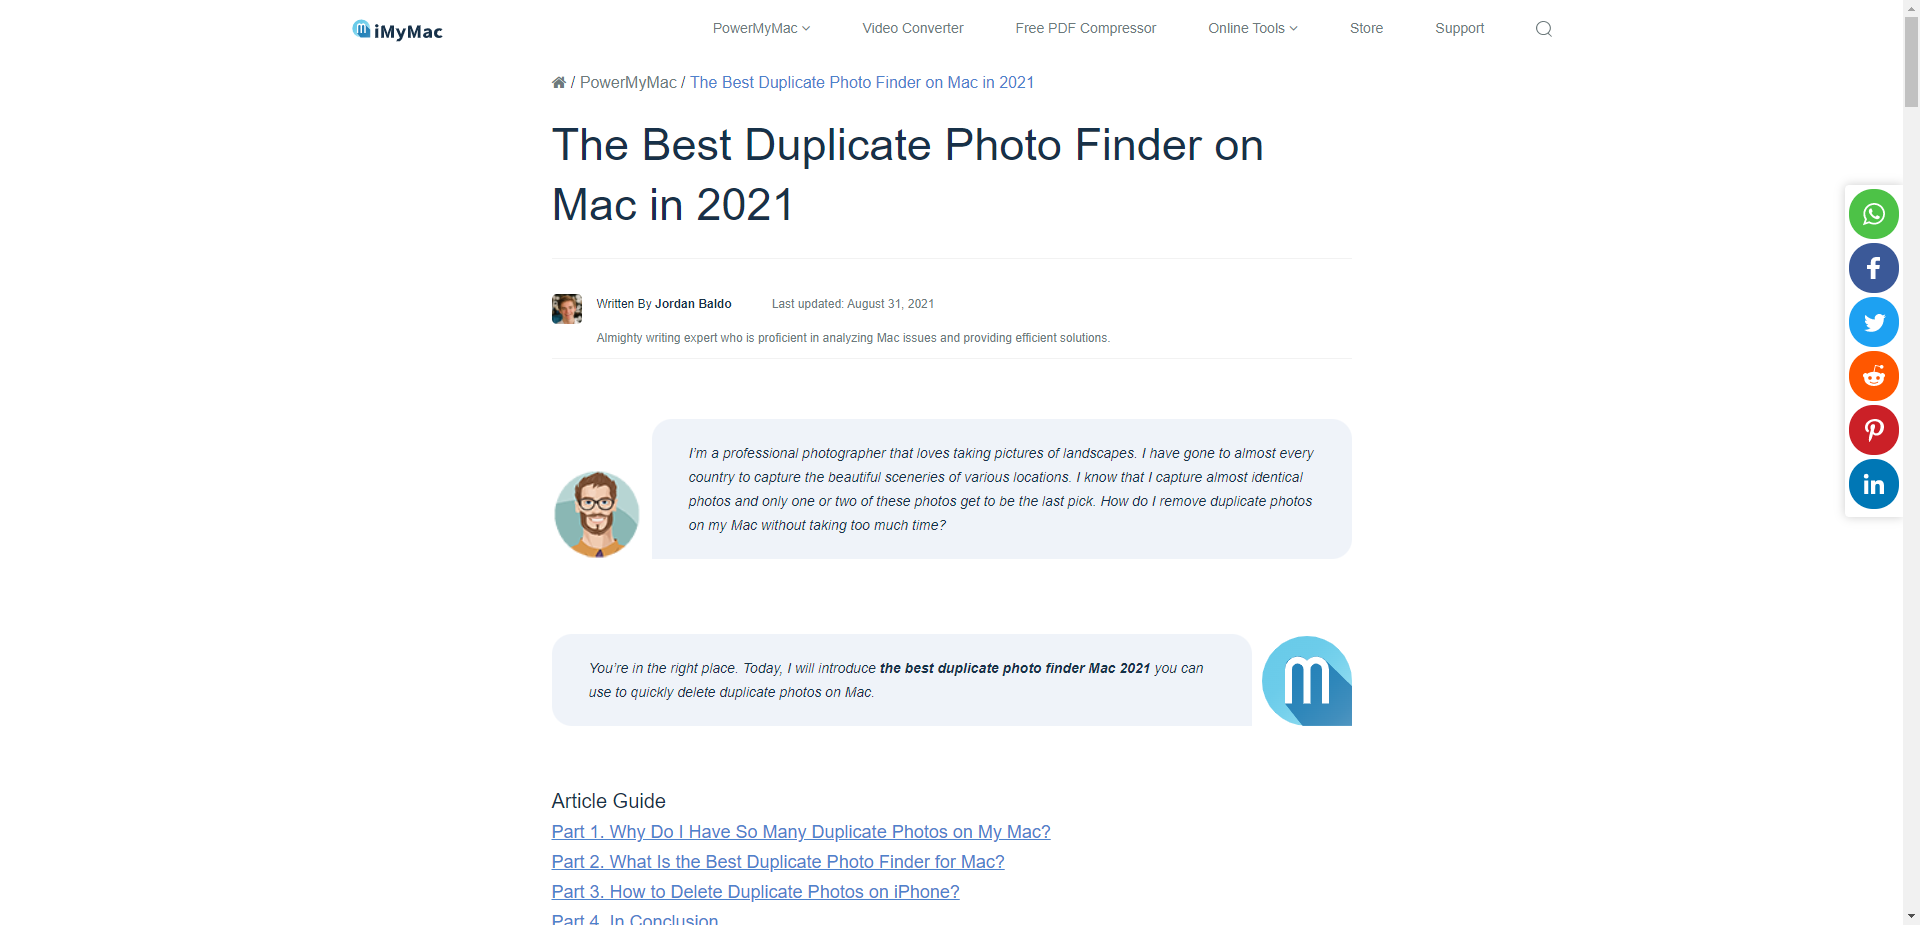 iMyMac
PowerMyMac
Video Converter
Free PDF Compressor
Online Tools
Store
Support
/ PowerMyMac / The Best Duplicate Photo Finder on Mac in 2021
The Best Duplicate Photo Finder on
Mac in 2021
Written By Jordan Baldo
Last updated: August 31, 2021
Almighty writing expert who is proficient in analyzing Mac issues and providing efficient solutions.
I'm a professional photographer that loves taking pictures of landscapes. I have gone to almost every
country to capture the beautiful sceneries of various locations. I know that I capture almost identical
photos and only one or two of these photos get to be the last pick. How do I remove duplicate photos
on my Mac without taking too much time?
You're in the right place. Today, I will introduce the best duplicate photo finder Mac 2021 you can
use to quickly delete duplicate photos on Mac.
Article Guide
Part 1. Why Do I Have So Many Duplicate Photos on My Mac?
Part 2. What Is the Best Duplicate Photo Finder for Mac?
Part 3. How to Delete Duplicate Photos on iPhone?
Part 4. In Conclusion